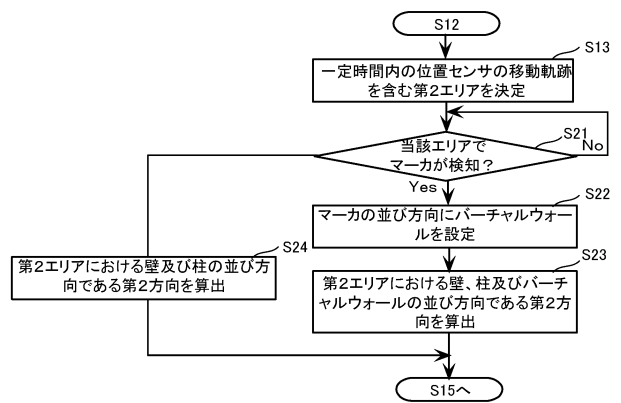 S12
S13
一定時間内の位置センサの移動軌跡
を含む第2エリアを決定
S21
当該エリアで
マーカが検知?
No
Yes
S22
マーカの並び方向にバーチャルウォー
ルを設定
S24
第2エリアにおける壁及び柱の並び方
向である第2方向を算出
S23
第2エリアにおける壁、柱及びバーチ
ャルウォールの並び方向である第2方
向を算出
S15へ